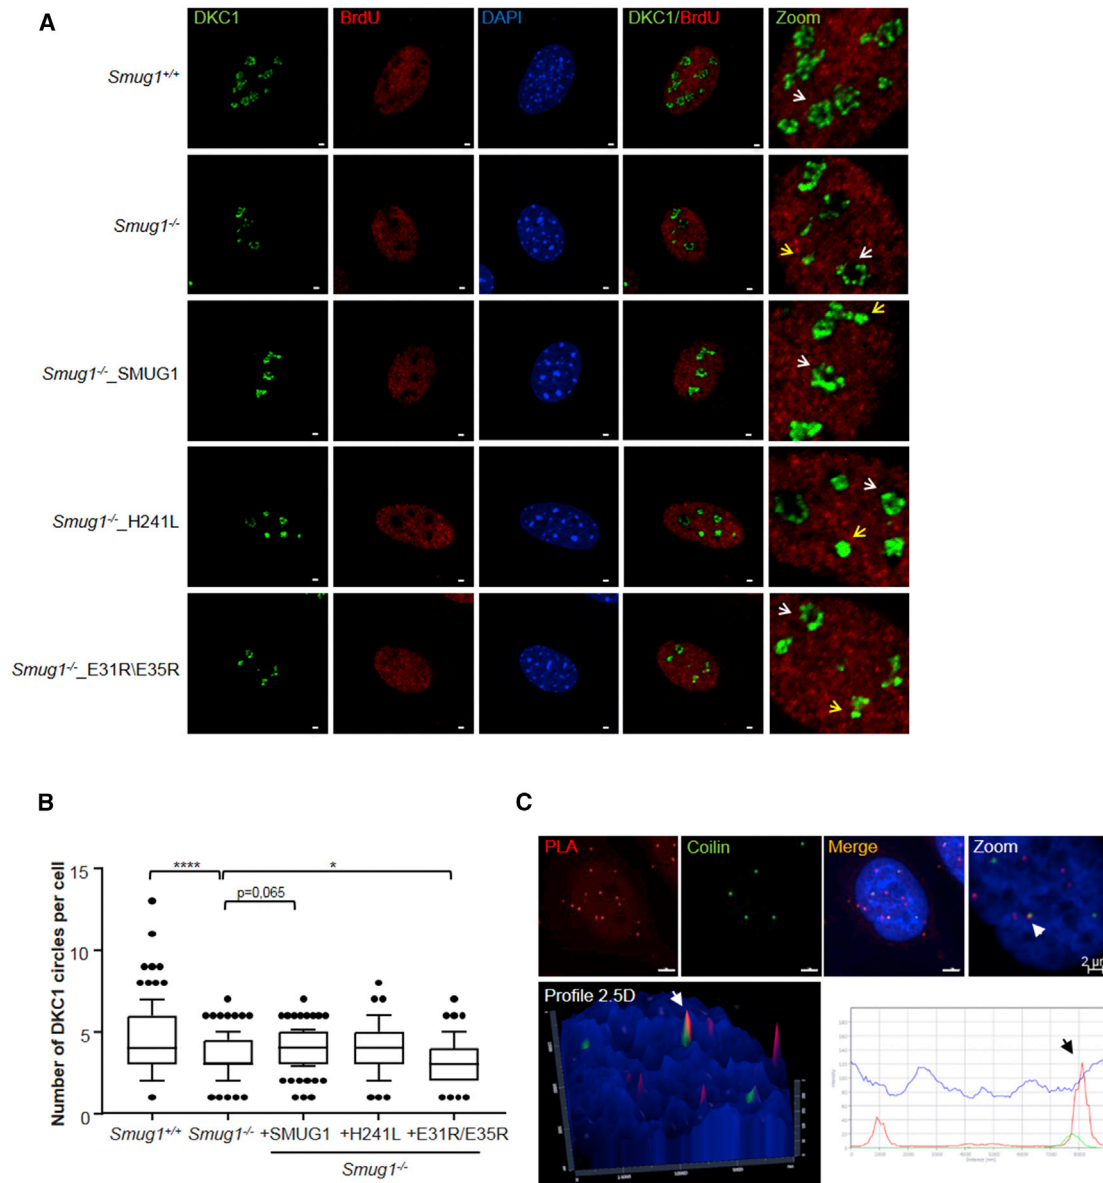 A
DKC1 BrdU DAPI DKC1/BrdU Zoom
Smug1+/+
Smug1-/-
Smug1-/-_SMUG1
Smug1-/-_H241L
Smug1-/-_E31R\E35R
B
Number of DKC1 circles per cell
15
10
5
0
****
*
p=0,065
Smug1+/+ Smug1-/- +SMUG1 +H241L +E31R/E35R
Smug1-/-
C
PLA Coilin Merge Zoom
2 µm
Profile 2.5D